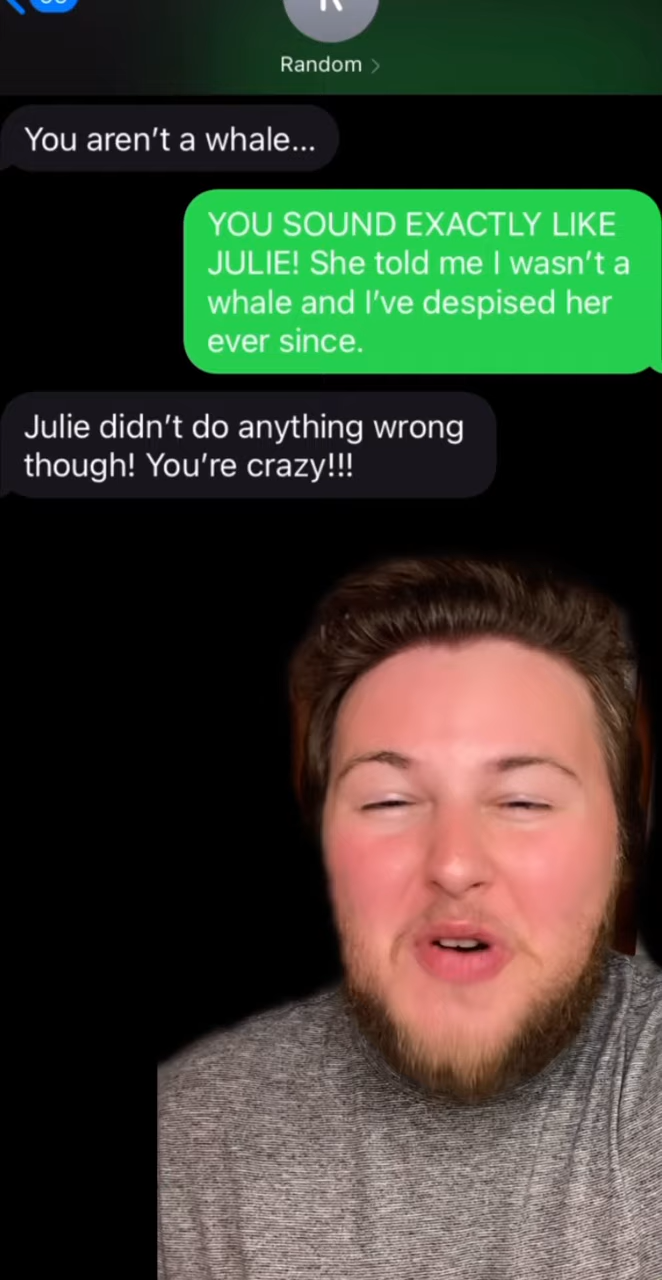 Random
You aren't a whale...
YOU SOUND EXACTLY LIKE
JULIE! She told me I wasn't a
whale and I've despised her
ever since.
Julie didn't do anything wrong
though! You're crazy!!!